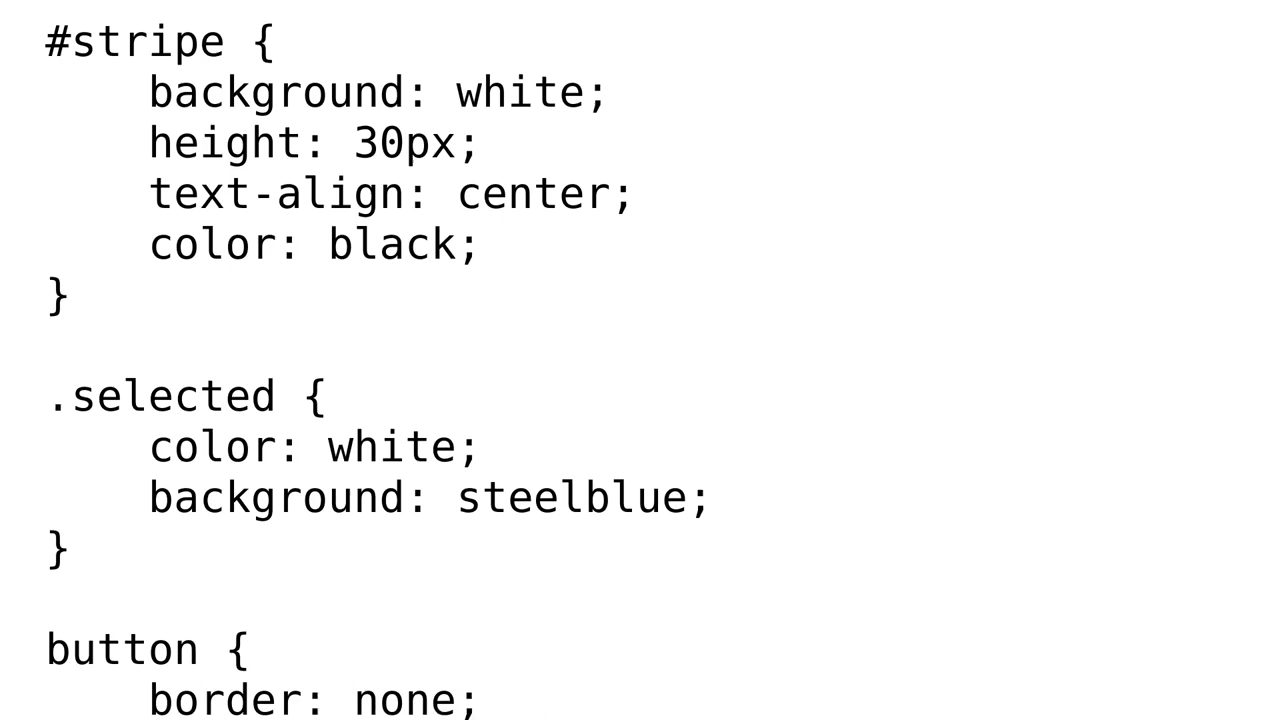 #stripe {
    background: white;
    height: 30px;
    text-align: center;
    color: black;
}

.selected {
    color: white;
    background: steelblue;
}

button {
    border: none;